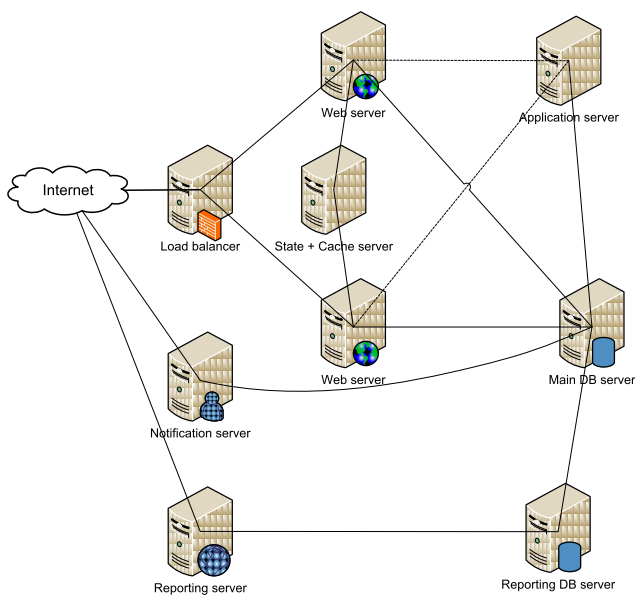 Web server
Application server
Internet
Load balancer
State + Cache server
Web server
Main DB server
Notification server
Reporting server
Reporting DB server